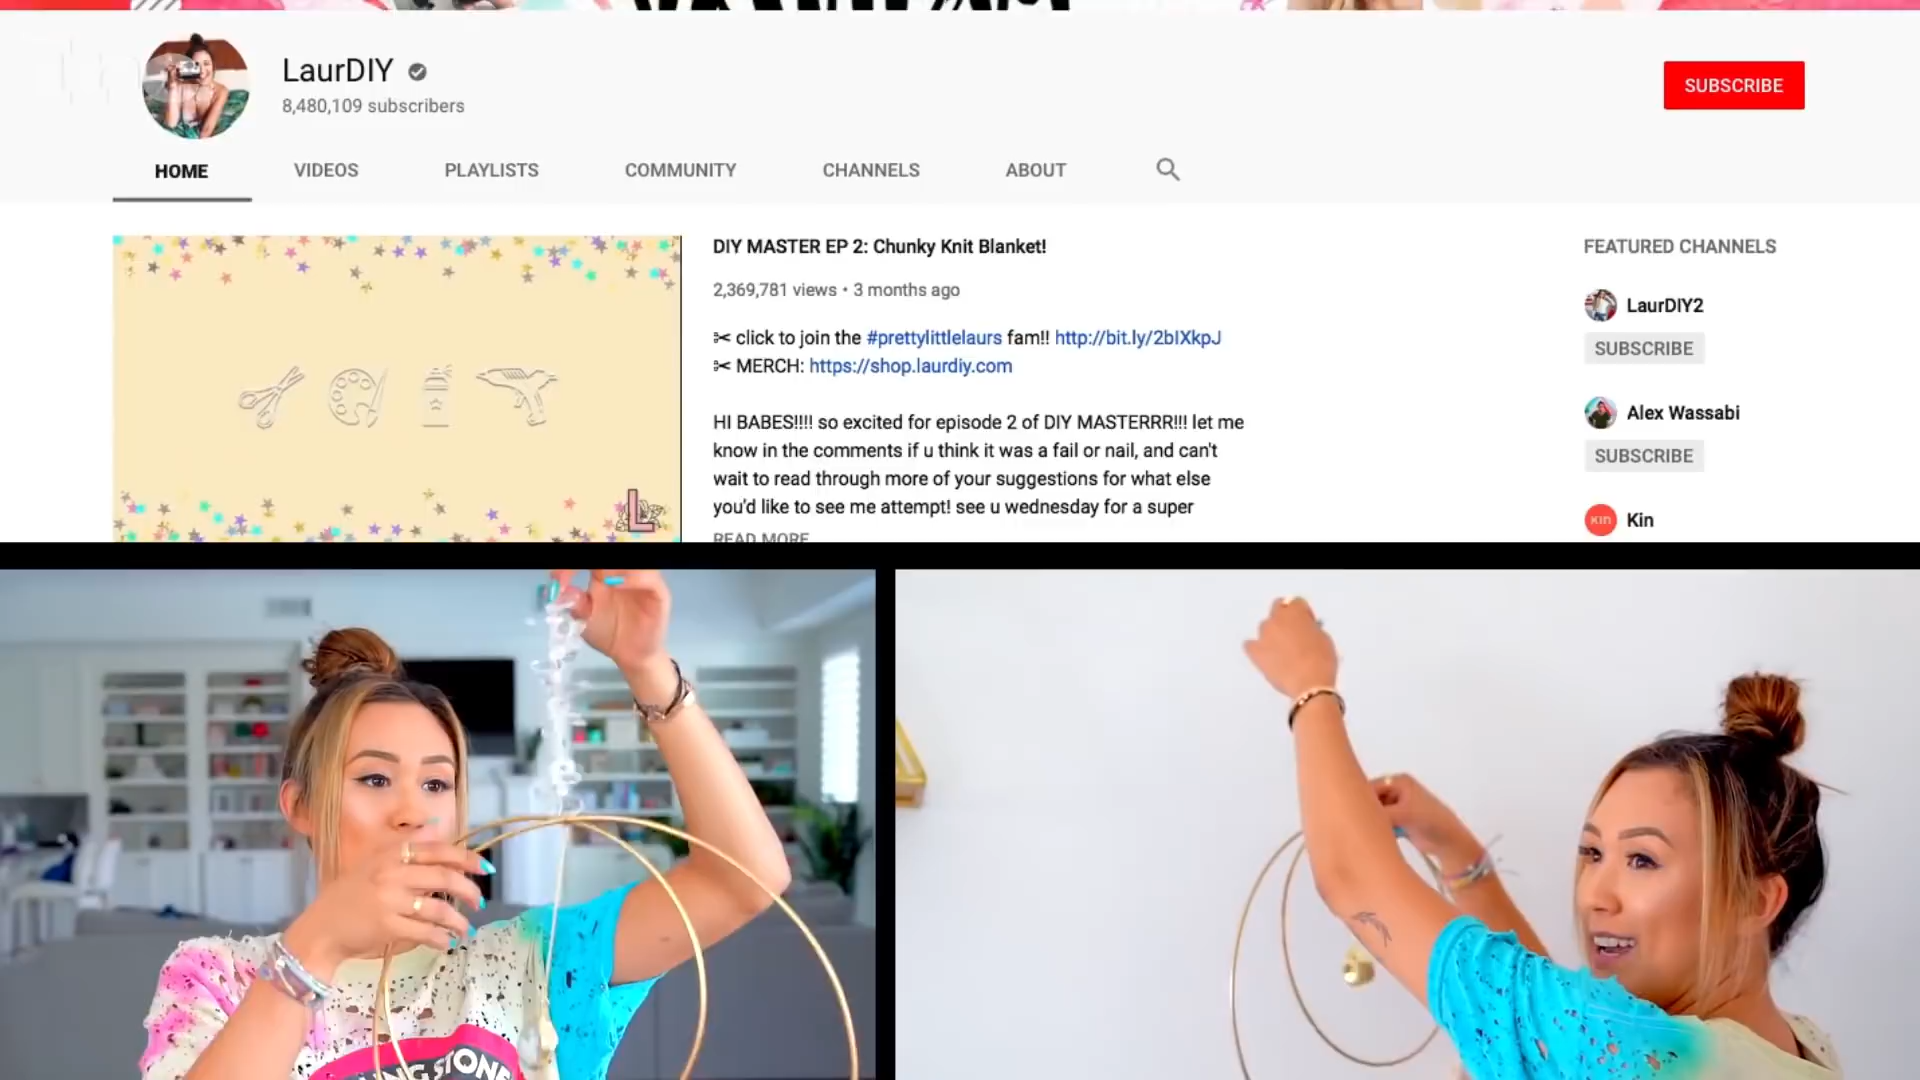 LaurDIY
8,480,109 subscribers
SUBSCRIBE
HOME VIDEOS PLAYLISTS COMMUNITY CHANNELS ABOUT
DIY MASTER EP 2: Chunky Knit Blanket!
2,369,781 views • 3 months ago
✂ click to join the #prettylittlelaurs fam!! http://bit.ly/2bIXkpJ
✂ MERCH: https://shop.laurdiy.com
HI BABES!!!! so excited for episode 2 of DIY MASTERRR!!! let me
know in the comments if u think it was a fail or nail, and can't
wait to read through more of your suggestions for what else
you'd like to see me attempt! see u wednesday for a super
READ MORE
L
FEATURED CHANNELS
LaurDIY2
SUBSCRIBE
Alex Wassabi
SUBSCRIBE
Kin
Kin